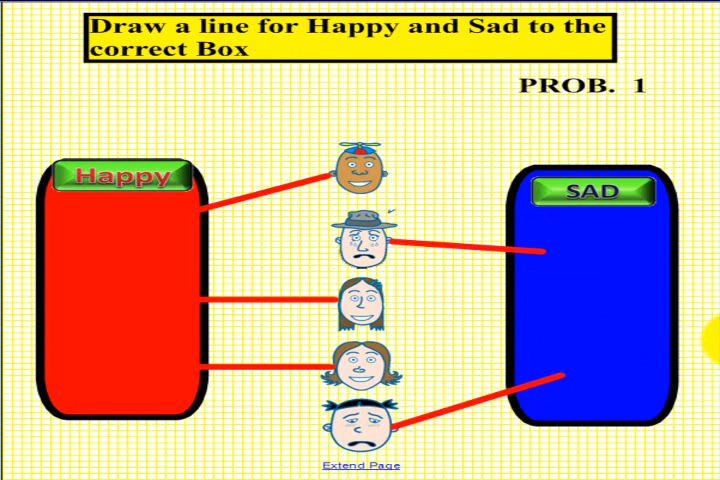 Draw a line for Happy and Sad to the
correct Box
PROB. 1
Happy
SAD
Extend Page